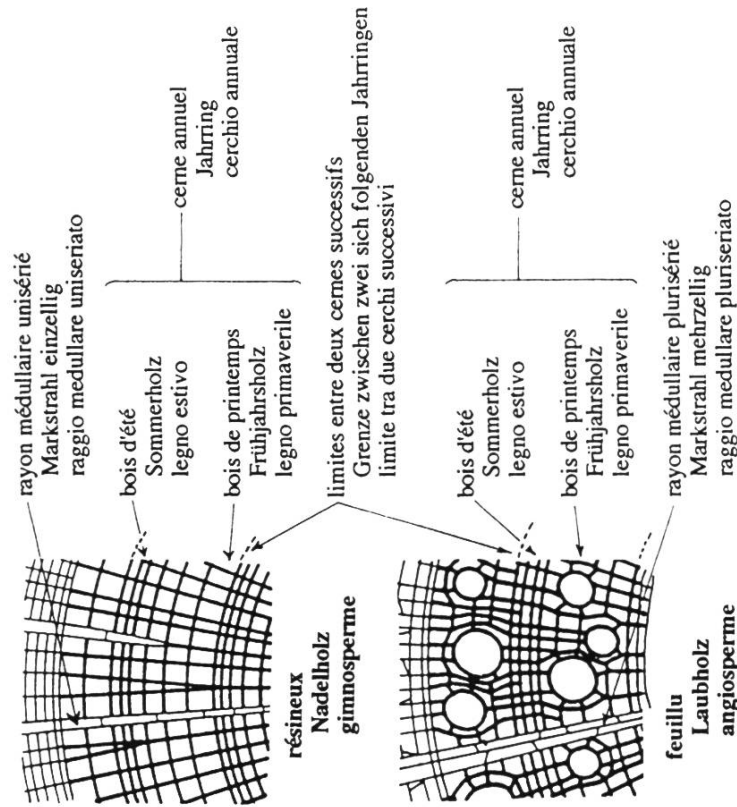 rayon médullaire unisérié
Markstrahl einzellig
raggio medullare uniseriato
bois d'été
Sommerholz
legno estivo
bois de printemps
Frühjahrsholz
legno primaverile
cerne annuel
Jahrring
cerchio annuale
résineux
Nadelholz
gimnosperme
limites entre deux cernes successifs
Grenze zwischen zwei sich folgenden Jahrringen
limite tra due cerchi successivi
bois d'été
Sommerholz
legno estivo
bois de printemps
Frühjahrsholz
legno primaverile
cerne annuel
Jahrring
cerchio annuale
rayon médullaire plurisérié
Markstrahl mehrzellig
raggio medullare pluriseriato
feuillu
Laubholz
angiosperme